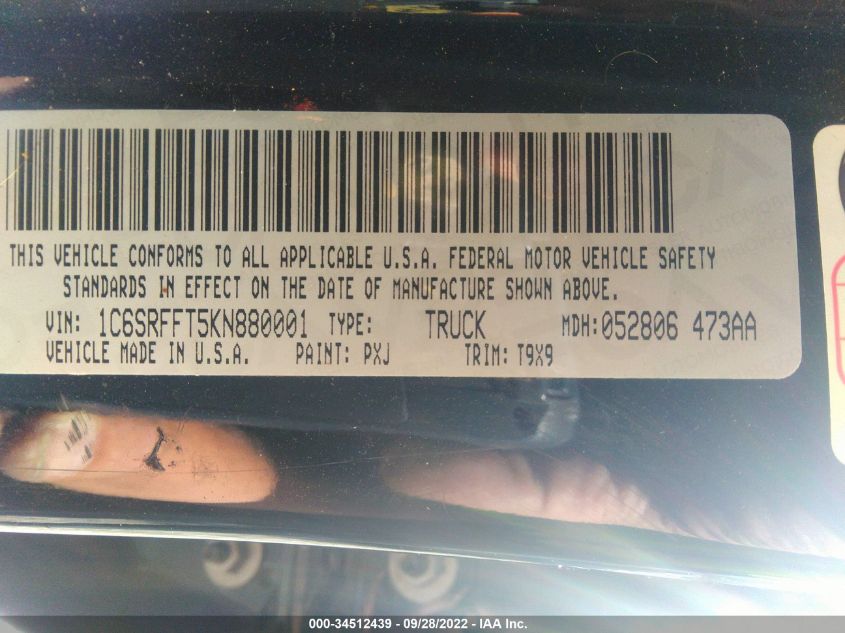 THIS VEHICLE CONFORMS TO ALL APPLICABLE U.S.A. FEDERAL MOTOR VEHICLE SAFETY
STANDARDS IN EFFECT ON THE DATE OF MANUFACTURE SHOWN ABOVE.
VIN: 1C6SRFFT5KN880001 TYPE: TRUCK MDH:052806 473AA
VEHICLE MADE IN U.S.A. PAINT: PXJ TRIM: T9X9
000-34512439 - 09/28/2022 - IAA Inc.